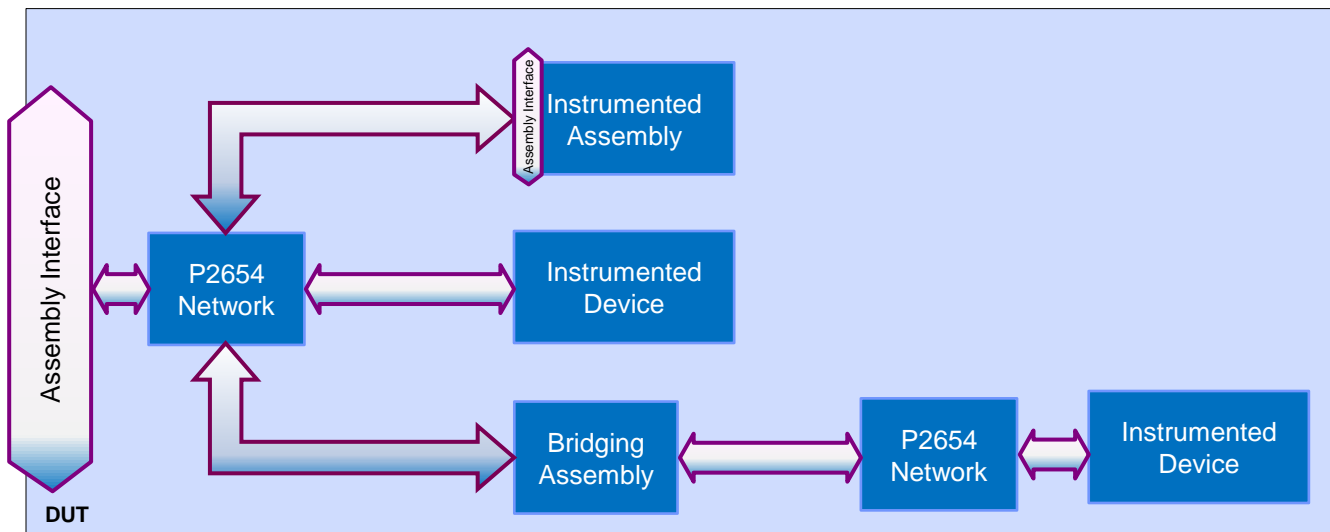 Assembly Interface
Assembly Interface
Instrumented
Assembly
P2654
Network
Instrumented
Device
Bridging
Assembly
P2654
Network
Instrumented
Device
DUT